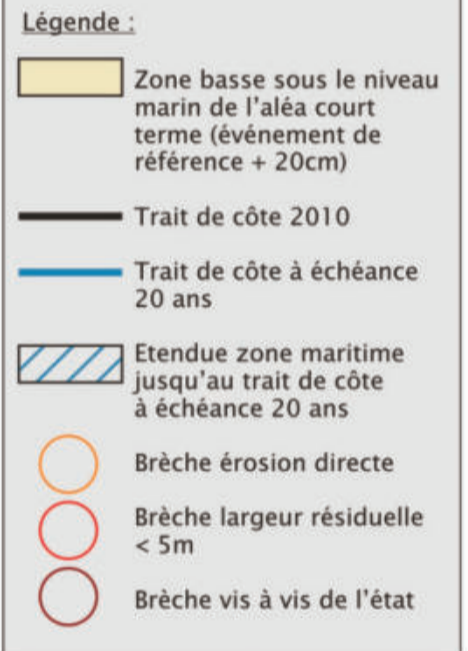 Légende :
Zone basse sous le niveau
marin de l'aléa court
terme (événement de
référence + 20cm)
Trait de côte 2010
Trait de côte à échéance
20 ans
Etendue zone maritime
jusqu'au trait de côte
à échéance 20 ans
Brèche érosion directe
Brèche largeur résiduelle
< 5m
Brèche vis à vis de l'état